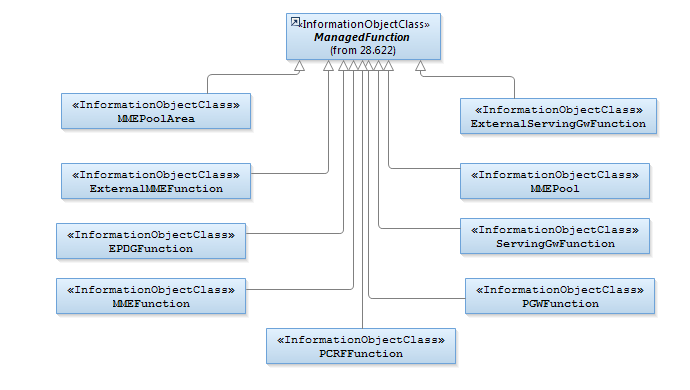 «InformationObjectClass»
ManagedFunction
(from 28.622)
«InformationObjectClass»
MMEPoolArea
«InformationObjectClass»
ExternalServingGwFunction
«InformationObjectClass»
ExternalMMEFunction
«InformationObjectClass»
MMEPool
«InformationObjectClass»
EPDGFunction
«InformationObjectClass»
ServingGwFunction
«InformationObjectClass»
MMEFunction
«InformationObjectClass»
PGWFunction
«InformationObjectClass»
PCRFFunction